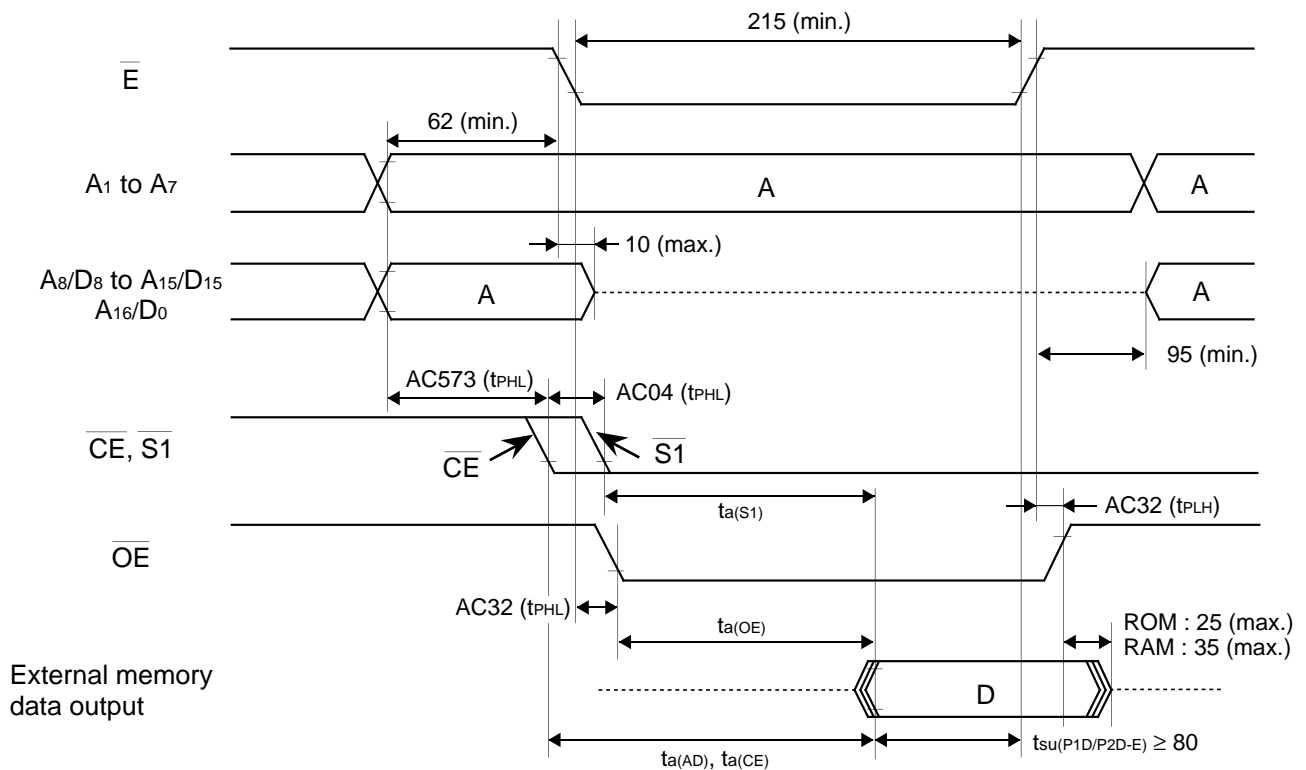 215 (min.)
E
62 (min.)
A1 to A7
A
A
10 (max.)
A8/D8 to A15/D15
A16/D0
A
A
95 (min.)
AC573 (tPHL)
AC04 (tPHL)
CE, S1
CE
S1
ta(S1)
AC32 (tPLH)
OE
AC32 (tPHL)
ta(OE)
ROM : 25 (max.)
RAM : 35 (max.)
External memory
data output
D
ta(AD), ta(CE)
tsu(P1D/P2D-E) ≥ 80